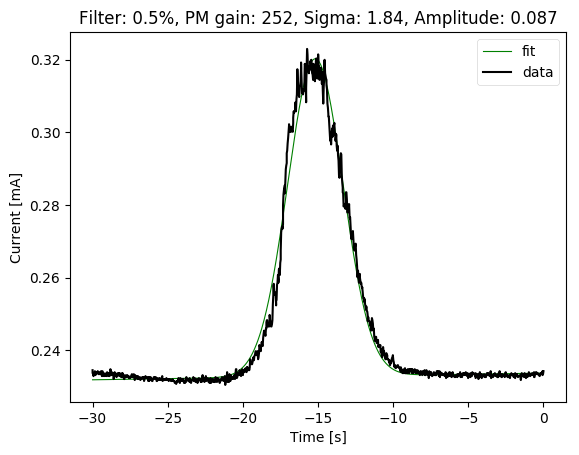 Filter: 0.5%, PM gain: 252, Sigma: 1.84, Amplitude: 0.087
fit
data
0.32
0.30
0.28
0.26
0.24
Current [mA]
−30
−25
−20
−15
−10
−5
0
Time [s]